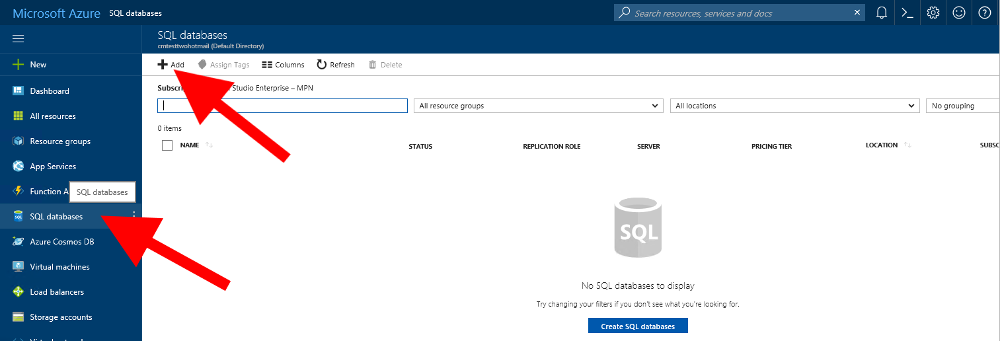 Microsoft Azure SQL databases
Search resources, services and docs
SQL databases
cmtesttwohotmail (Default Directory)
New
Dashboard
All resources
Resource groups
App Services
Function A
SQL databases
SQL databases
Azure Cosmos DB
Virtual machines
Load balancers
Storage accounts
Add Assign Tags Columns Refresh Delete
Studio Enterprise – MPN
All resource groups All locations No grouping
0 items
NAME STATUS REPLICATION ROLE SERVER PRICING TIER LOCATION SUBSC
SQL
No SQL databases to display
Try changing your filters if you don't see what you're looking for.
Create SQL databases